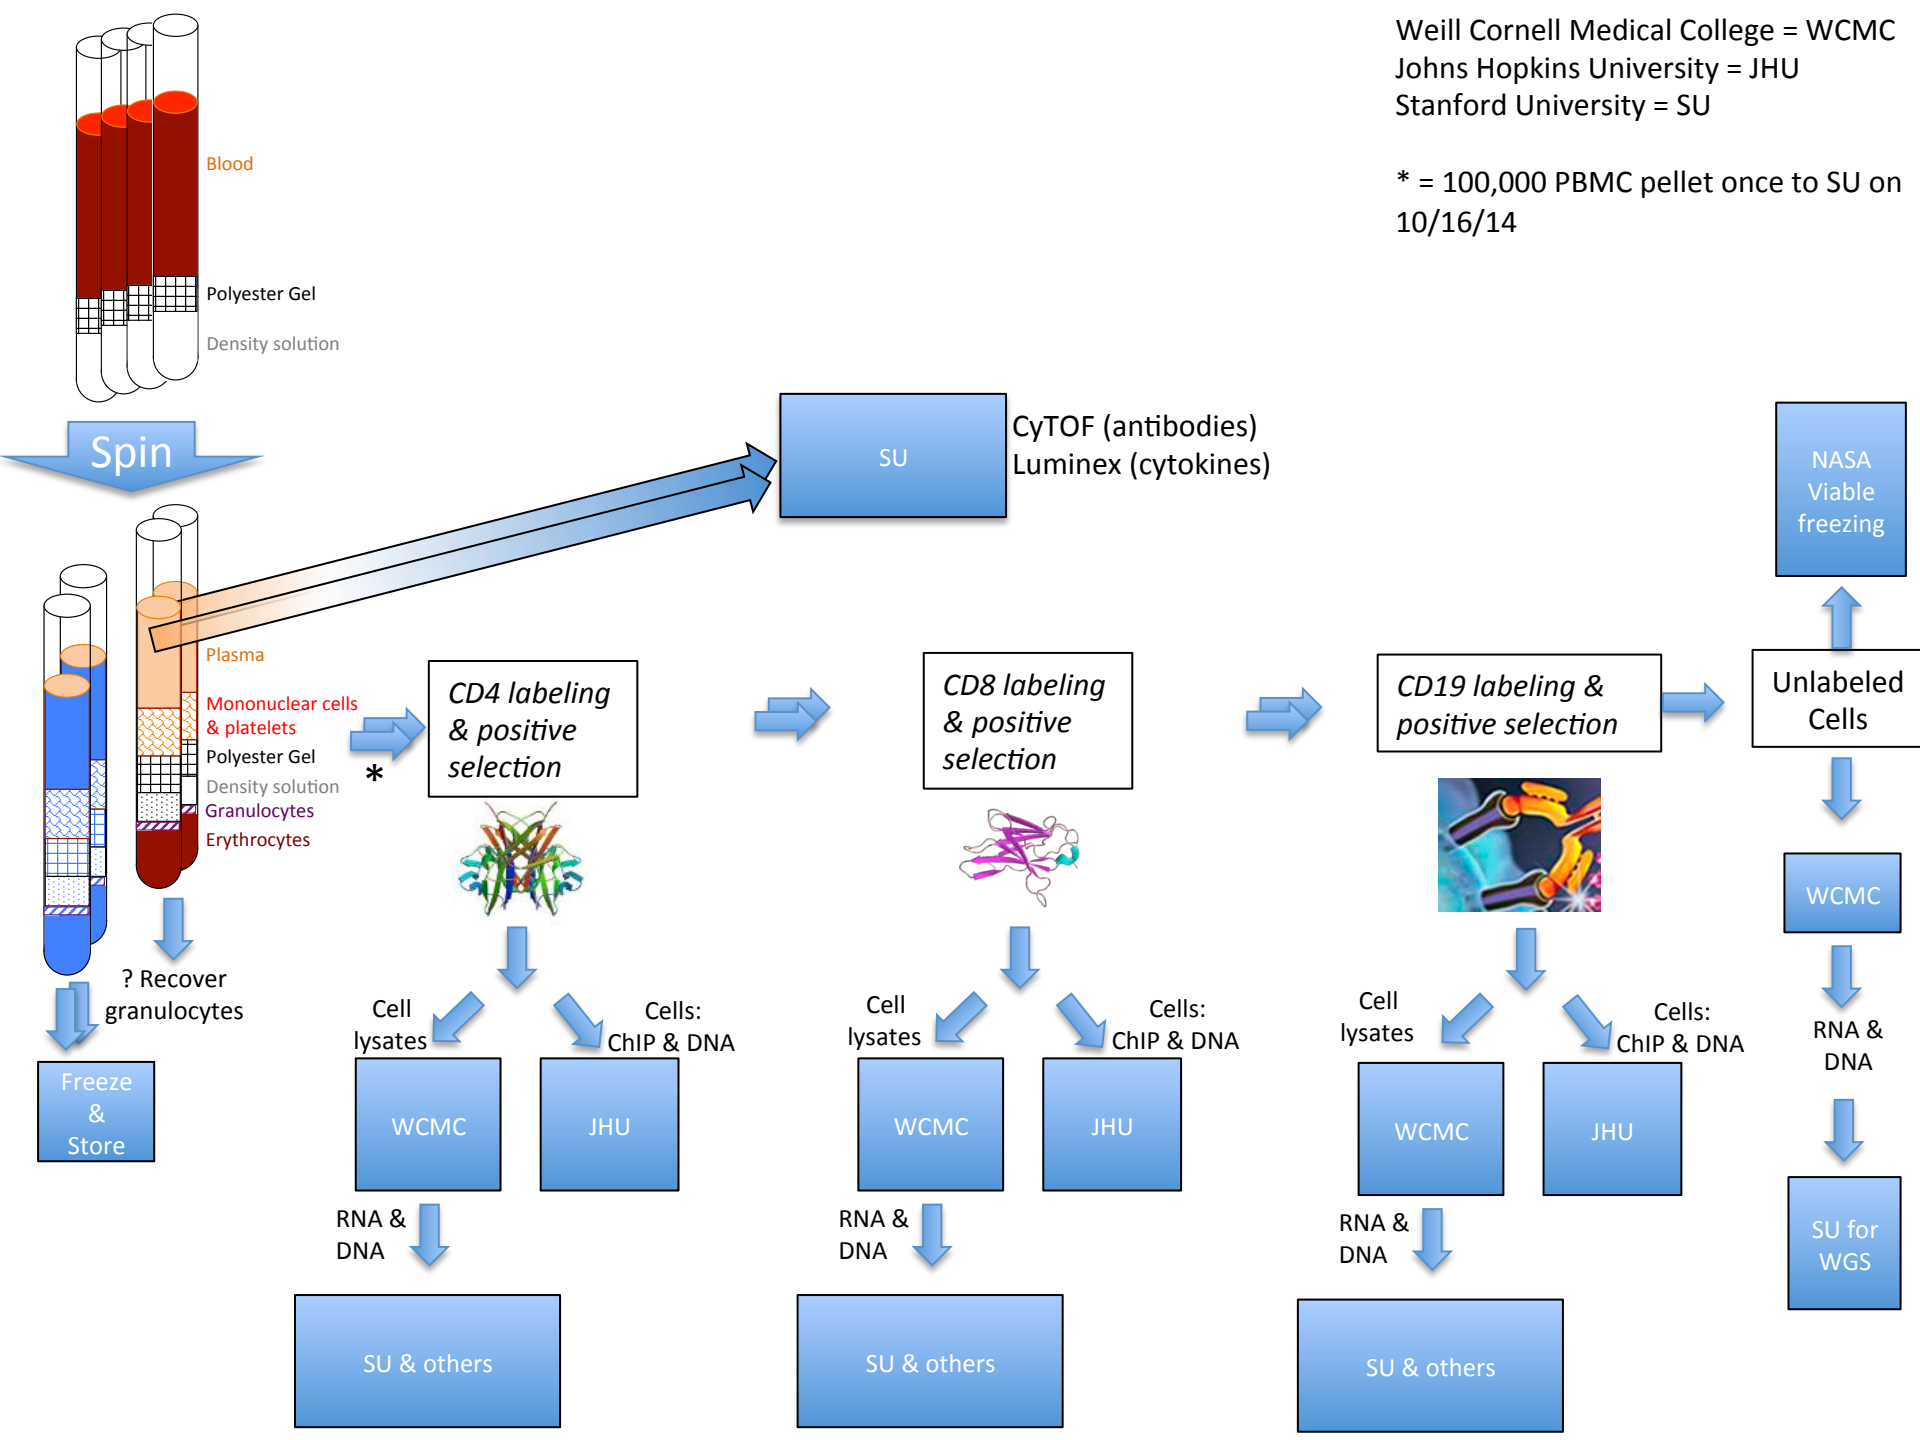 Weill Cornell Medical College = WCMC
Johns Hopkins University = JHU
Stanford University = SU
* = 100,000 PBMC pellet once to SU on
10/16/14
Blood
Polyester Gel
Density solution
Spin
SU
CyTOF (antibodies)
Luminex (cytokines)
NASA
Viable
freezing
Plasma
Mononuclear cells
& platelets
Polyester Gel
Density solution
Granulocytes
Erythrocytes
*
CD4 labeling
& positive
selection
CD8 labeling
& positive
selection
CD19 labeling &
positive selection
Unlabeled
Cells
? Recover
granulocytes
Freeze
&
Store
Cell
lysates
Cells:
ChIP & DNA
WCMC
JHU
RNA &
DNA
SU & others
Cell
lysates
Cells:
ChIP & DNA
WCMC
JHU
RNA &
DNA
SU & others
Cell
lysates
Cells:
ChIP & DNA
WCMC
JHU
RNA &
DNA
SU & others
WCMC
RNA &
DNA
SU for
WGS